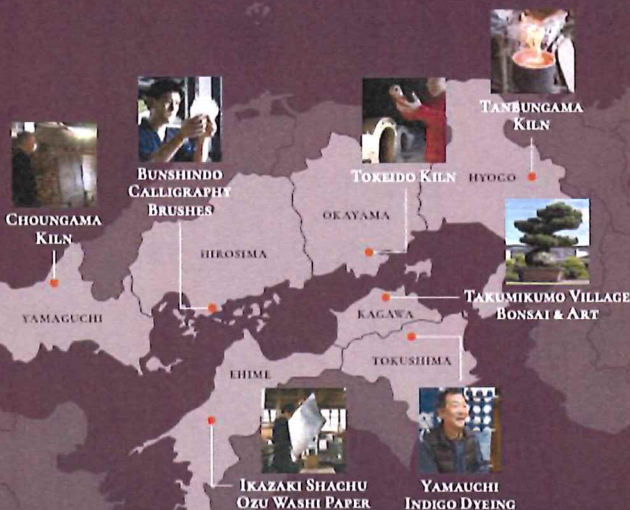 TANBUNGAMA
KILN
BUNSHINDO
CALLIGRAPHY
BRUSHES
TOKEIDO KILN
HYOGO
CHOUNGAMA
KILN
OKAYAMA
HIROSIMA
TAKUMIKUMO VILLAGE
BONSAI & ART
YAMAGUCHI
KAGAWA
TOKUSHIMA
EHIME
IKAZAKI SHACHU
OZU WASHI PAPER
YAMAUCHI
INDIGO DYEING